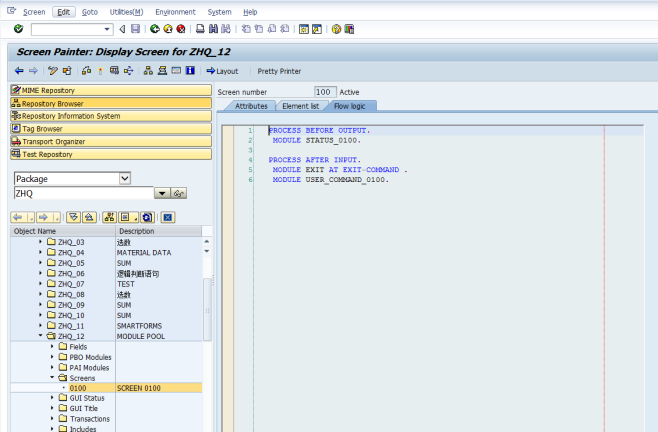 Screen Edit Goto Utilities(M) Environment System Help
Screen Painter: Display Screen for ZHQ_12
Layout Pretty Printer
MIME Repository
Repository Browser
Repository Information System
Tag Browser
Transport Organizer
Test Repository
Package
ZHQ
Object Name Description
ZHQ_03 选数
ZHQ_04 MATERIAL DATA
ZHQ_05 SUM
ZHQ_06 逻辑判断语句
ZHQ_07 TEST
ZHQ_08 选数
ZHQ_09 SUM
ZHQ_10 SUM
ZHQ_11 SMARTFORMS
ZHQ_12 MODULE POOL
Fields
PBO Modules
PAI Modules
Screens
0100 SCREEN 0100
GUI Status
GUI Title
Transactions
Includes
Screen number 100 Active
Attributes Element list Flow logic
1 PROCESS BEFORE OUTPUT.
2 MODULE STATUS_0100.
3
4 PROCESS AFTER INPUT.
5 MODULE EXIT AT EXIT-COMMAND .
6 MODULE USER_COMMAND_0100.